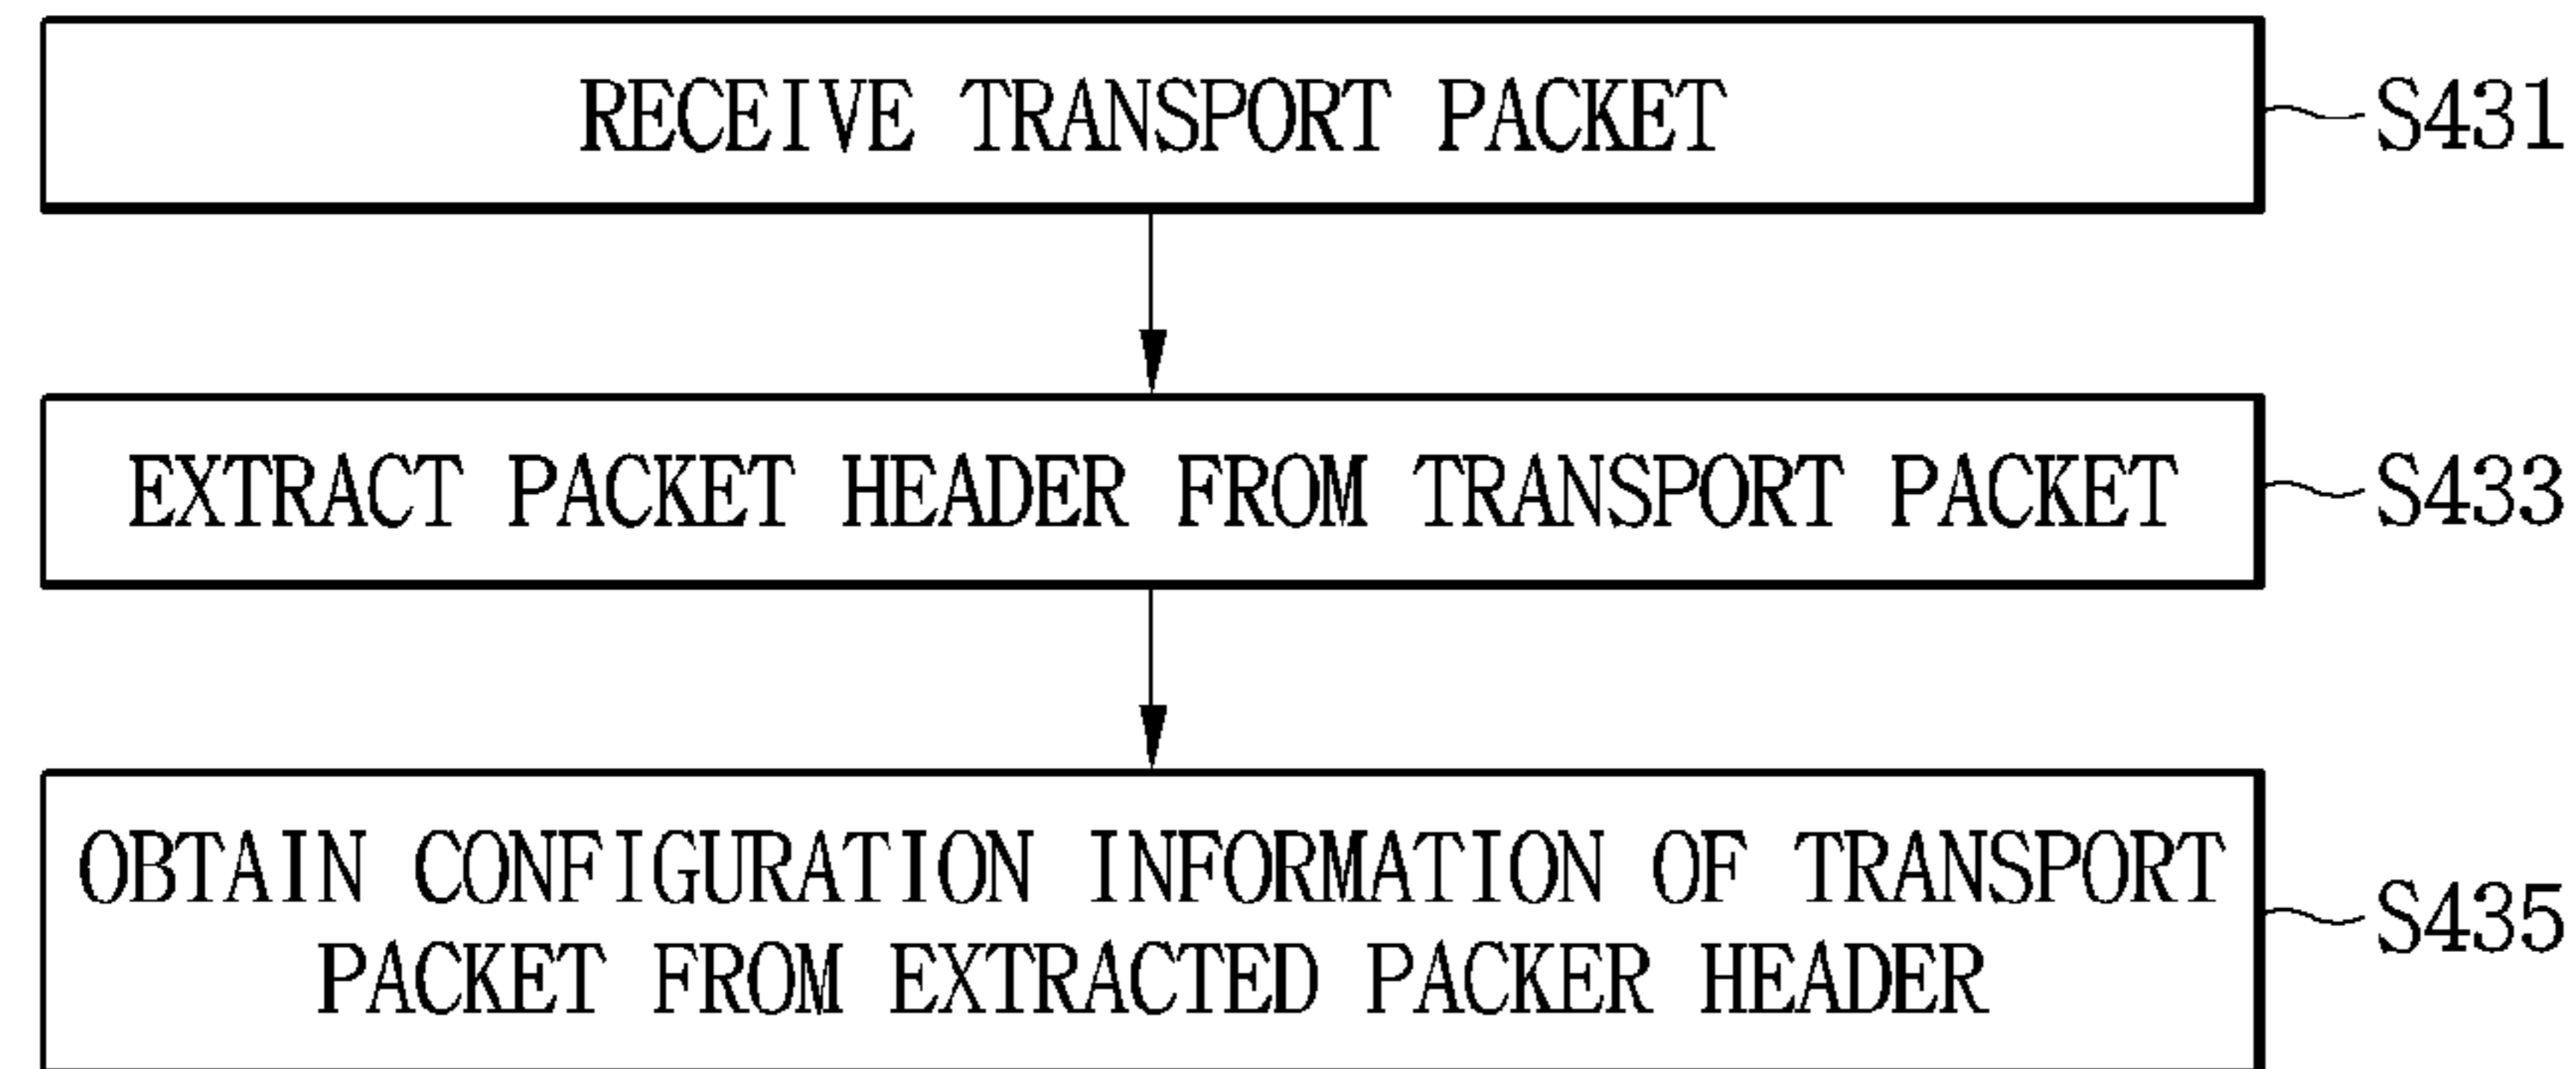 RECEIVE TRANSPORT PACKET
S431
EXTRACT PACKET HEADER FROM TRANSPORT PACKET
S433
OBTAIN CONFIGURATION INFORMATION OF TRANSPORT
PACKET FROM EXTRACTED PACKER HEADER
S435